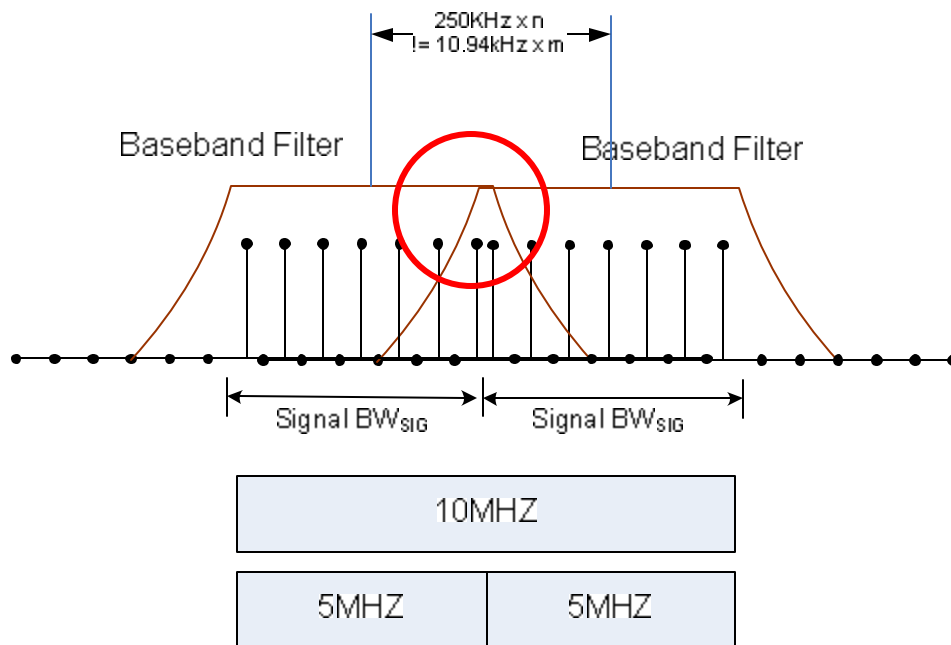 250KHz x n
!= 10.94kHz x m
Baseband Filter
Baseband Filter
Signal BWSIG
Signal BWSIG
10MHZ
5MHZ
5MHZ